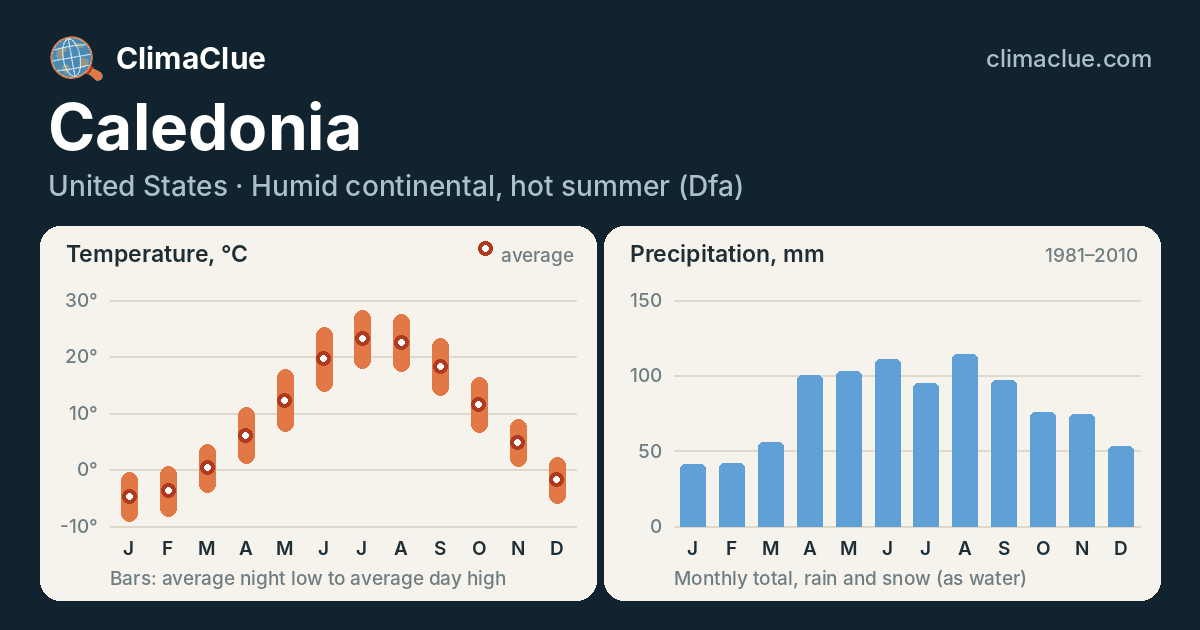 ClimaClue
climaclue.com
Caledonia
United States · Humid continental, hot summer (Dfa)
Temperature, °C
average
30°
20°
10°
0°
-10°
J F M A M J J A S O N D
Bars: average night low to average day high
Precipitation, mm
1981–2010
150
100
50
0
J F M A M J J A S O N D
Monthly total, rain and snow (as water)